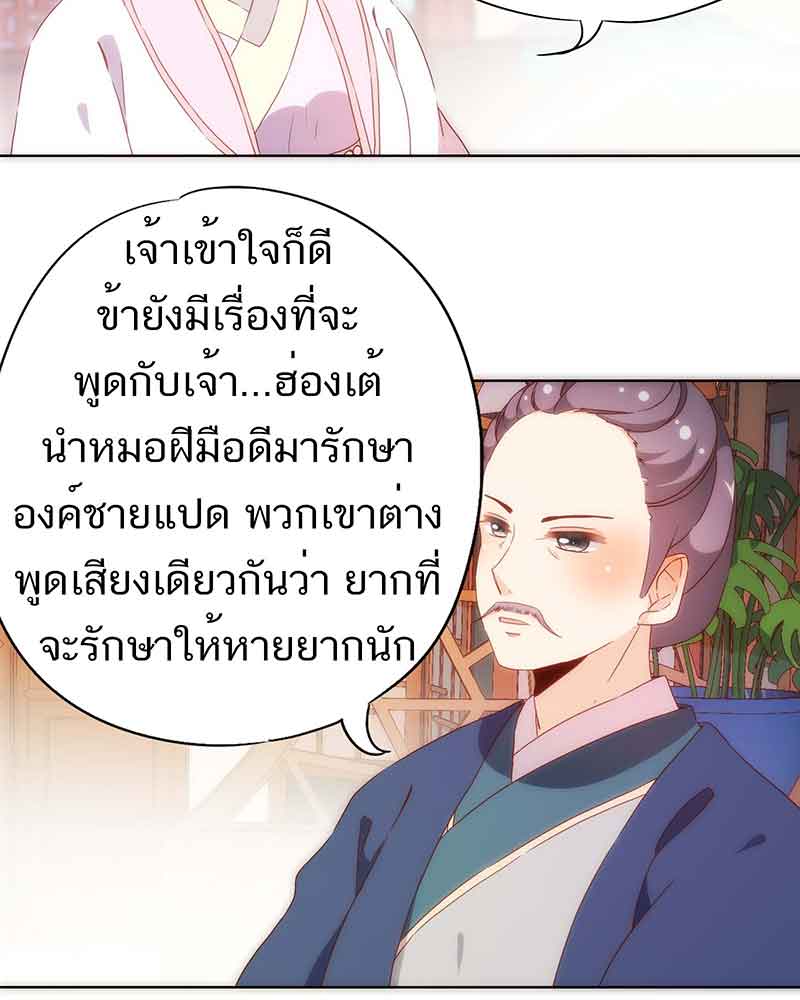 เจ้าเข้าใจก็ดี
ข้ายังมีเรื่องที่จะ
พูดกับเจ้า...ฮ่องเต้
นำหมอฝีมือดีมารักษา
องค์ชายแปด พวกเขาต่าง
พูดเสียงเดียวกันว่า ยากที่
จะรักษาให้หายยากนัก